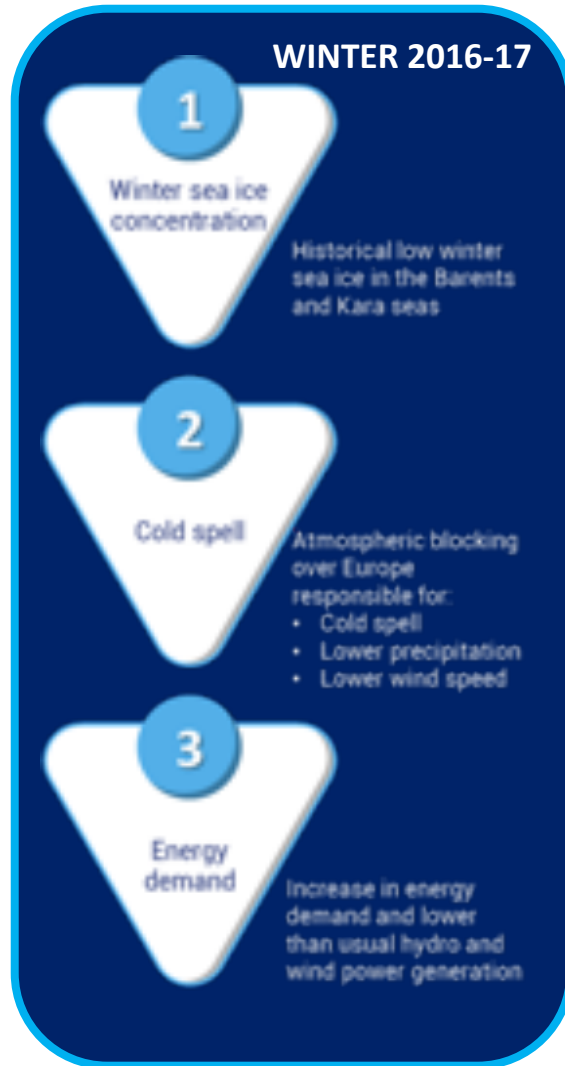 WINTER 2016-17
1
Winter sea ice
concentration
Historical low winter
sea ice in the Barents
and Kara seas
2
Cold spell
Atmospheric blocking
over Europe
responsible for:
• Cold spell
• Lower precipitation
• Lower wind speed
3
Energy
demand
Increase in energy
demand and lower
than usual hydro and
wind power generation